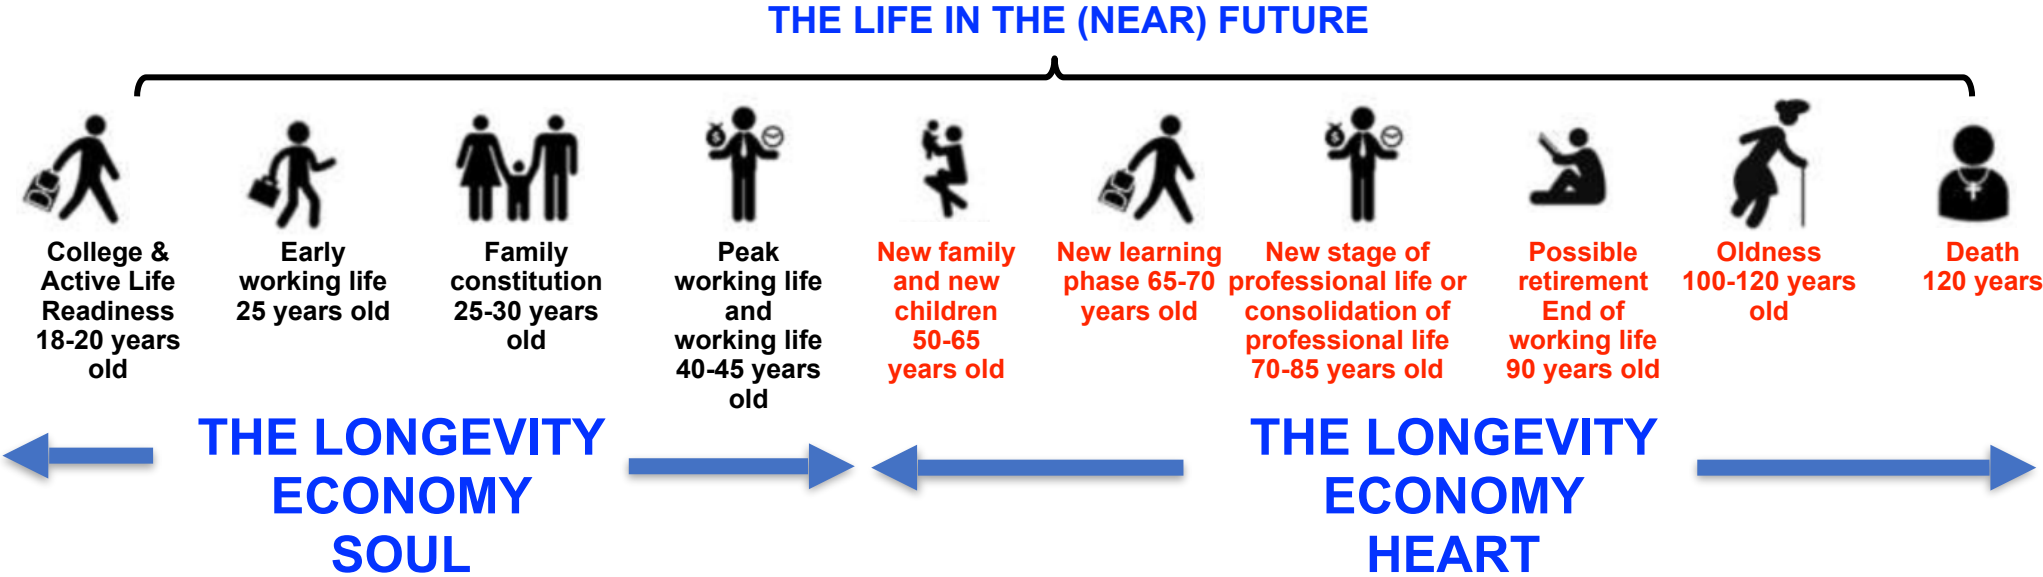 THE LIFE IN THE (NEAR) FUTURE
College &
Active Life
Readiness
18-20 years
old
Early
working life
25 years old
Family
constitution
25-30 years
old
Peak
working life
and
working life
40-45 years
old
New family
and new
children
50-65
years old
New learning
phase 65-70
years old
New stage of
professional life or
consolidation of
professional life
70-85 years old
Possible
retirement
End of
working life
90 years old
Oldness
100-120 years
old
Death
120 years
THE LONGEVITY
ECONOMY
SOUL
THE LONGEVITY
ECONOMY
HEART